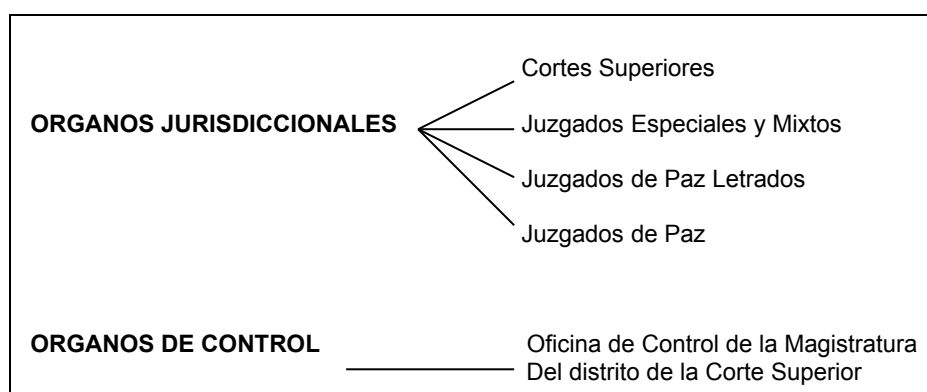 Cortes Superiores
ORGANOS JURISDICCIONALES
Juzgados Especiales y Mixtos
Juzgados de Paz Letrados
Juzgados de Paz
ORGANOS DE CONTROL
Oficina de Control de la Magistratura
Del distrito de la Corte Superior